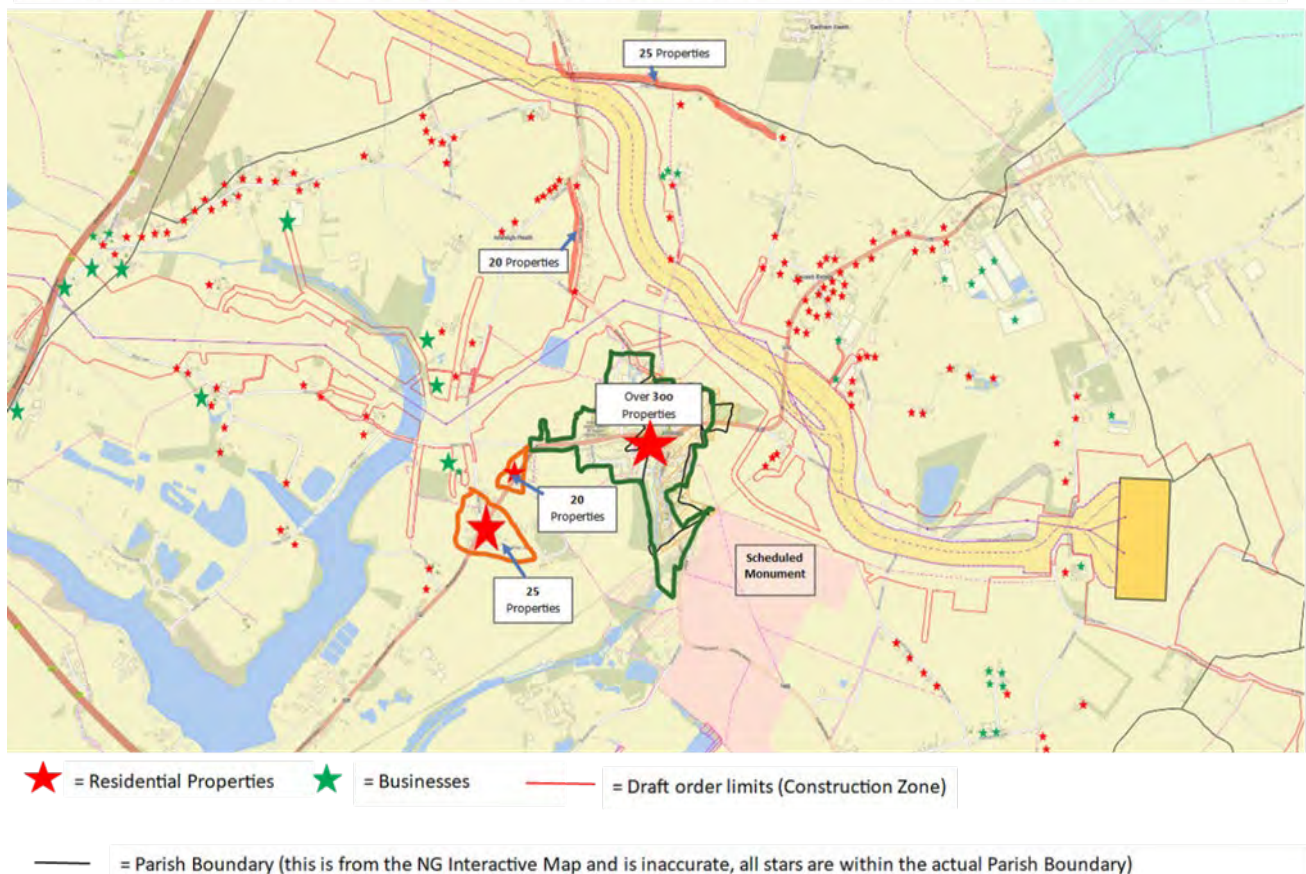 25 Properties
20 Properties
Over 300
Properties
20
Properties
25
Properties
Scheduled
Monument
= Residential Properties
= Businesses
= Draft order limits (Construction Zone)
= Parish Boundary (this is from the NG Interactive Map and is inaccurate, all stars are within the actual Parish Boundary)